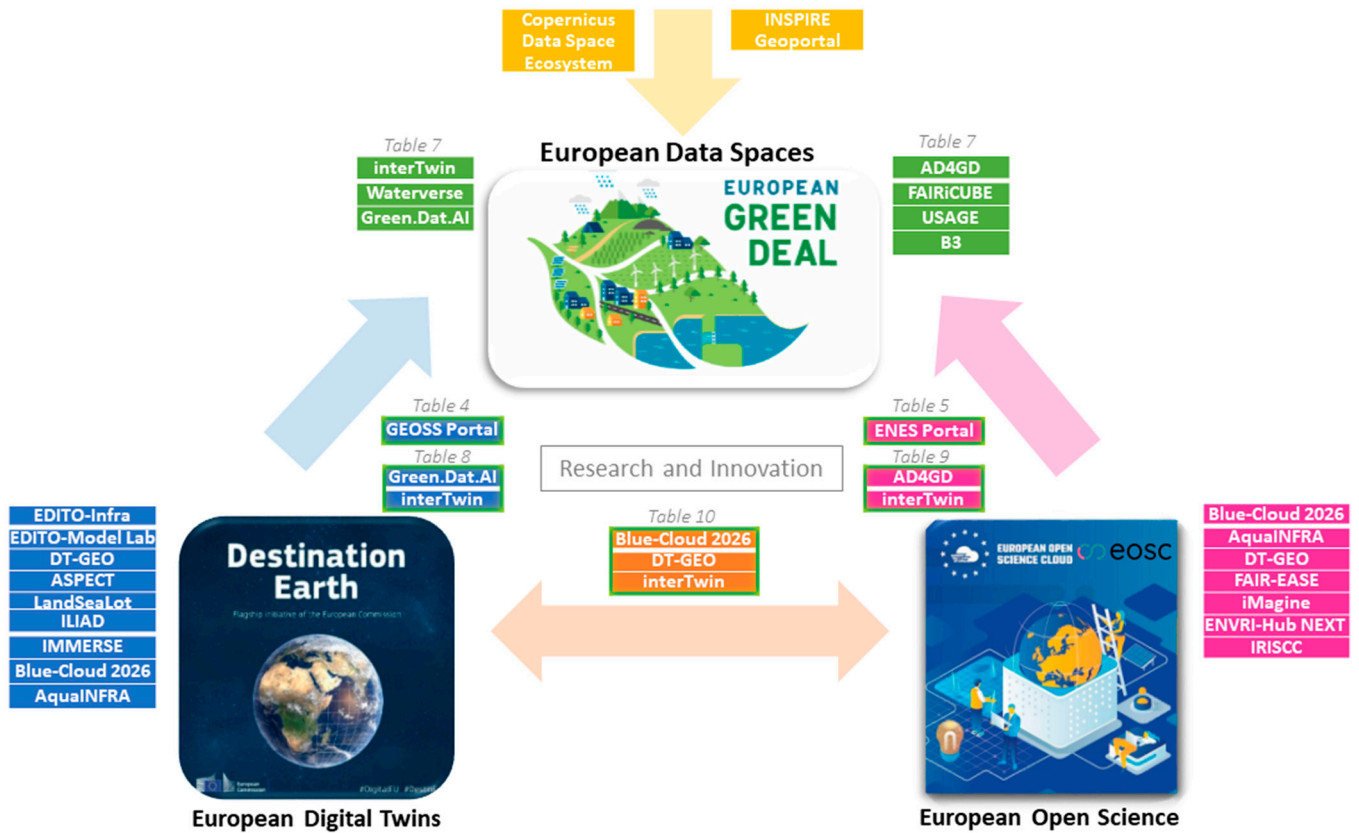 Copernicus
Data Space
Ecosystem
INSPIRE
Geoportal
European Data Spaces
Table 7
interTwin
Waterverse
Green.Dat.AI
EUROPEAN
GREEN
DEAL
Table 7
AD4GD
FAIRiCUBE
USAGE
B3
Table 4
GEOSS Portal
Table 8
Green.Dat.AI
interTwin
Research and Innovation
Table 5
ENES Portal
Table 9
AD4GD
interTwin
Table 10
Blue-Cloud 2026
DT-GEO
interTwin
EDITO-Infra
EDITO-Model Lab
DT-GEO
ASPECT
LandSeaLot
ILIAD
IMMERSE
Blue-Cloud 2026
AquaINFRA
Destination
Earth
Flagship initiative of the European Commission
European
Commission
#DigitalEU
European Digital Twins
EUROPEAN OPEN
SCIENCE CLOUD
eosc
European Open Science
Blue-Cloud 2026
AquaINFRA
DT-GEO
FAIR-EASE
iMagine
ENVRI-Hub NEXT
IRISCC